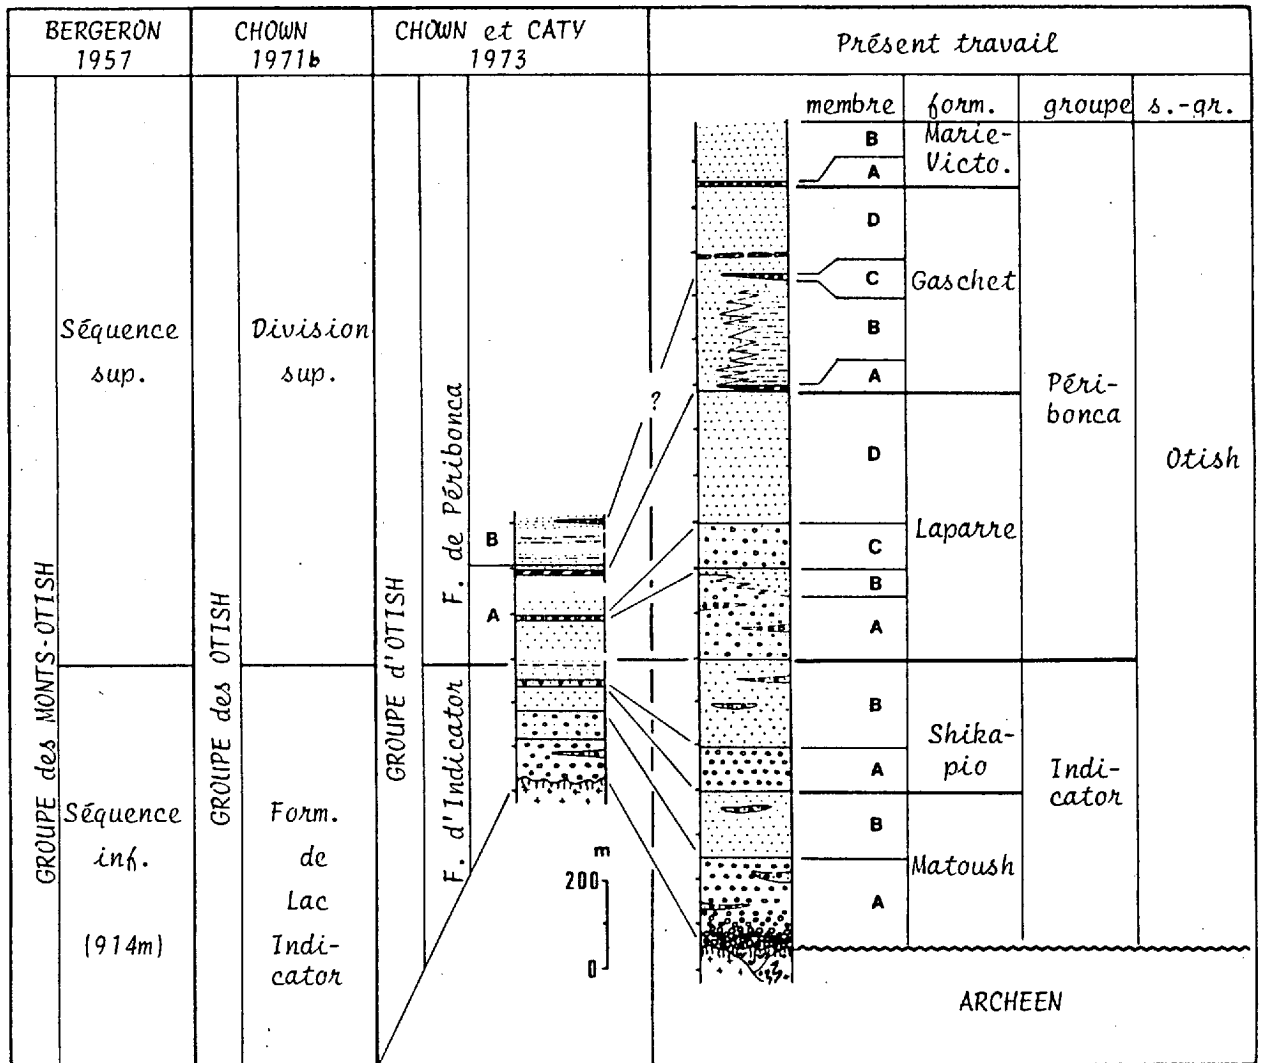 BERGERON
1957
CHOWN
1971b
CHOWN et CATY
1973
Présent travail
membre
form.
groupe
s.-gr.
GROUPE des MONTS-OTISH
Séquence
sup.
Séquence
inf.
(914m)
GROUPE des OTISH
Division
sup.
Form.
de
Lac
Indi-
cator
GROUPE d'OTISH
F. de Péribonca
F. d'Indicator
B
A
?
m
200
0
B
A
Marie-
Victo.
D
C
B
A
Gaschet
D
C
B
A
Laparre
Péri-
bonca
B
A
Shika-
pio
B
A
Matoush
Indi-
cator
Otish
ARCHEEN